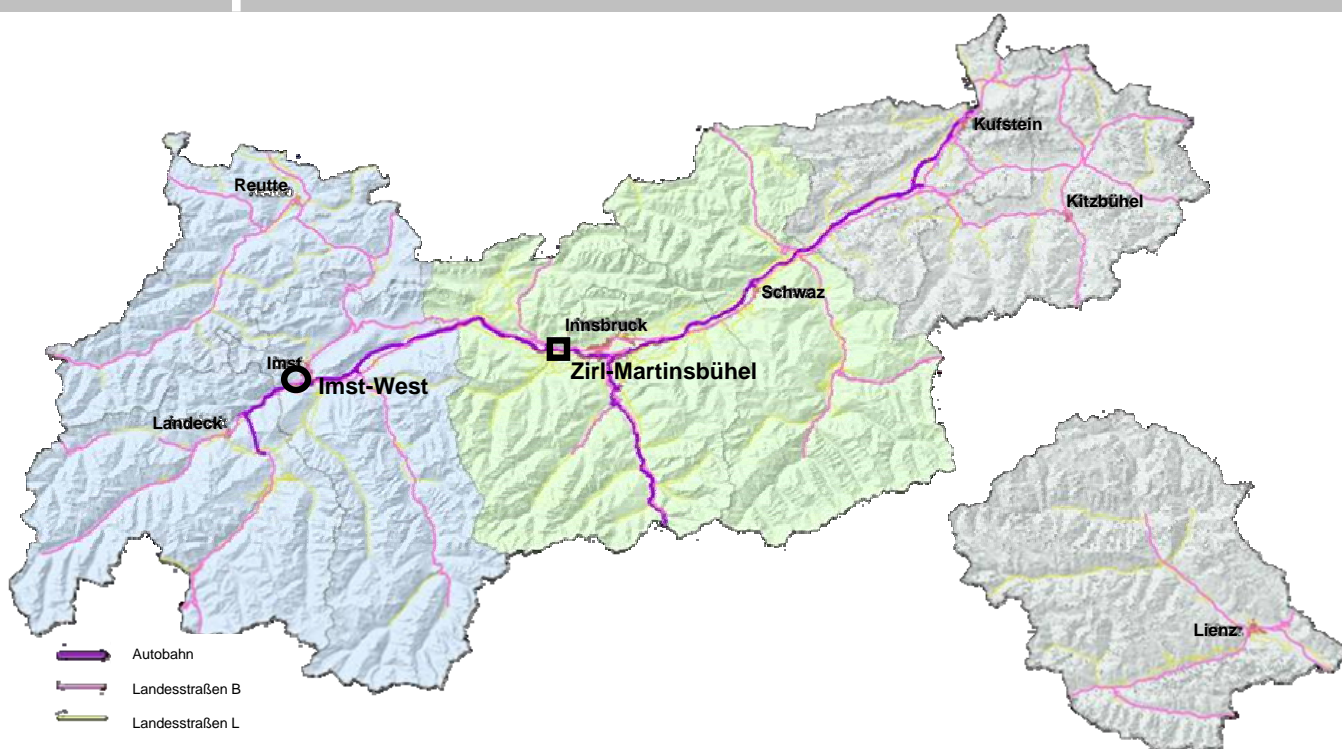 Kufstein
Reutte
Kitzbühel
Schwaz
Innsbruck
Imst
Zirl-Martinsbühel
Imst-West
Landeck
Lienz
Autobahn
Landesstraßen B
Landesstraßen L